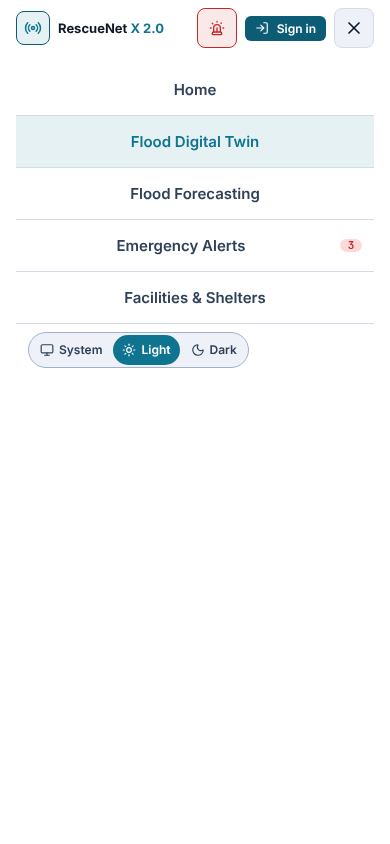 RescueNet X 2.0
Sign in
Home
Flood Digital Twin
Flood Forecasting
Emergency Alerts 3
Facilities & Shelters
System Light Dark